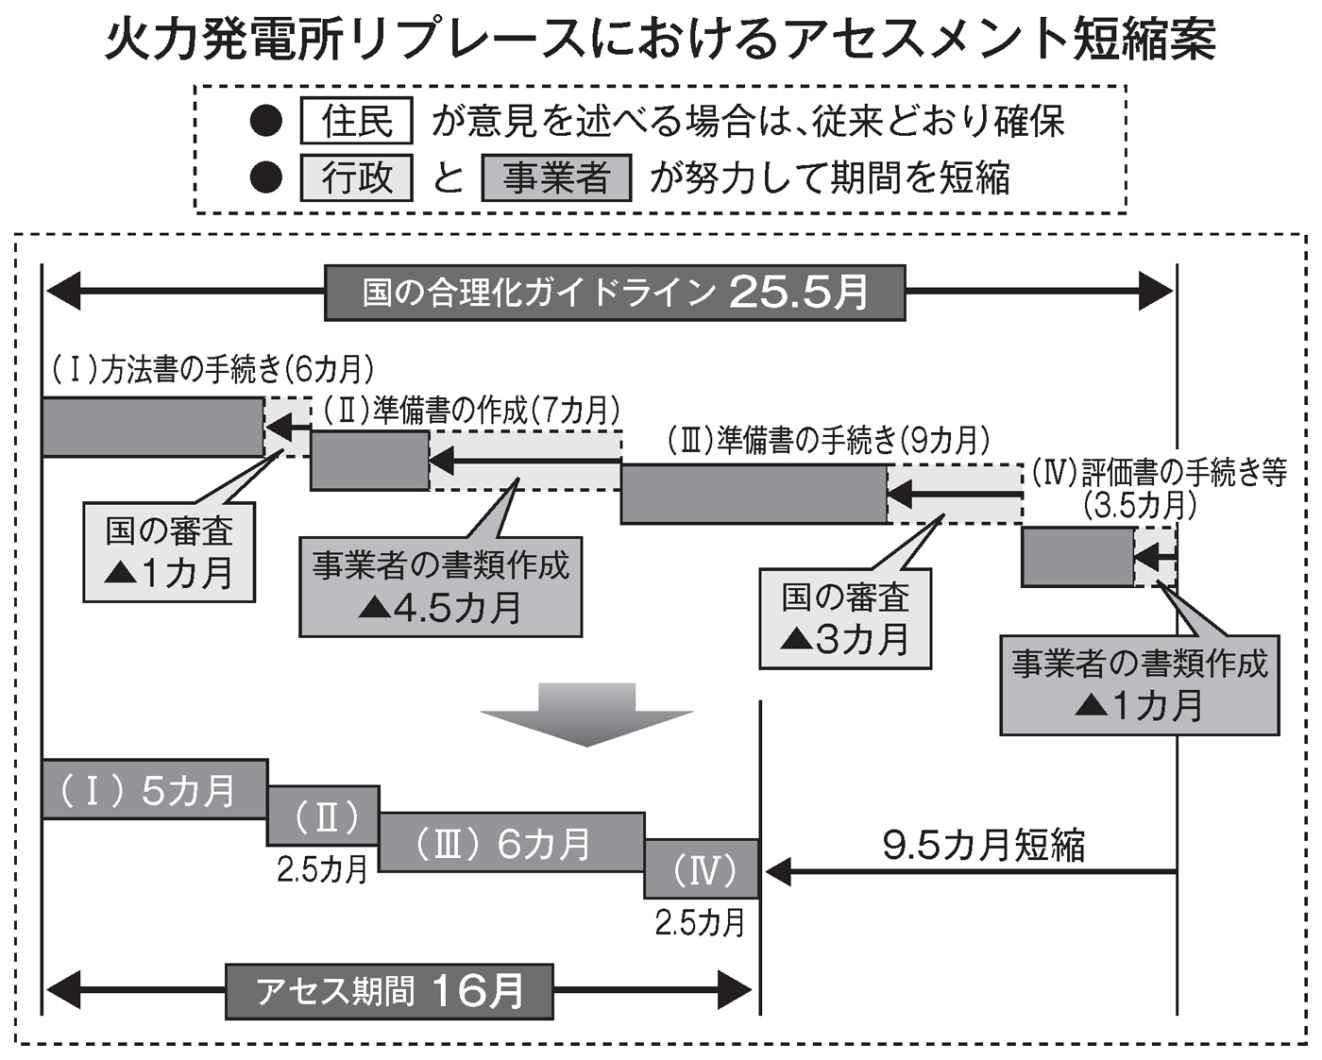 火力発電所リプレースにおけるアセスメント短縮案
● 住民 が意見を述べる場合は、従来どおり確保
● 行政 と 事業者 が努力して期間を短縮
国の合理化ガイドライン 25.5月
(Ⅰ)方法書の手続き(6カ月)
(Ⅱ)準備書の作成(7カ月)
(Ⅲ)準備書の手続き(9カ月)
(Ⅳ)評価書の手続き等
(3.5カ月)
国の審査
▲1カ月
事業者の書類作成
▲4.5カ月
国の審査
▲3カ月
事業者の書類作成
▲1カ月
(Ⅰ)5カ月
(Ⅱ)
2.5カ月
(Ⅲ)6カ月
(Ⅳ)
2.5カ月
9.5カ月短縮
アセス期間 16月